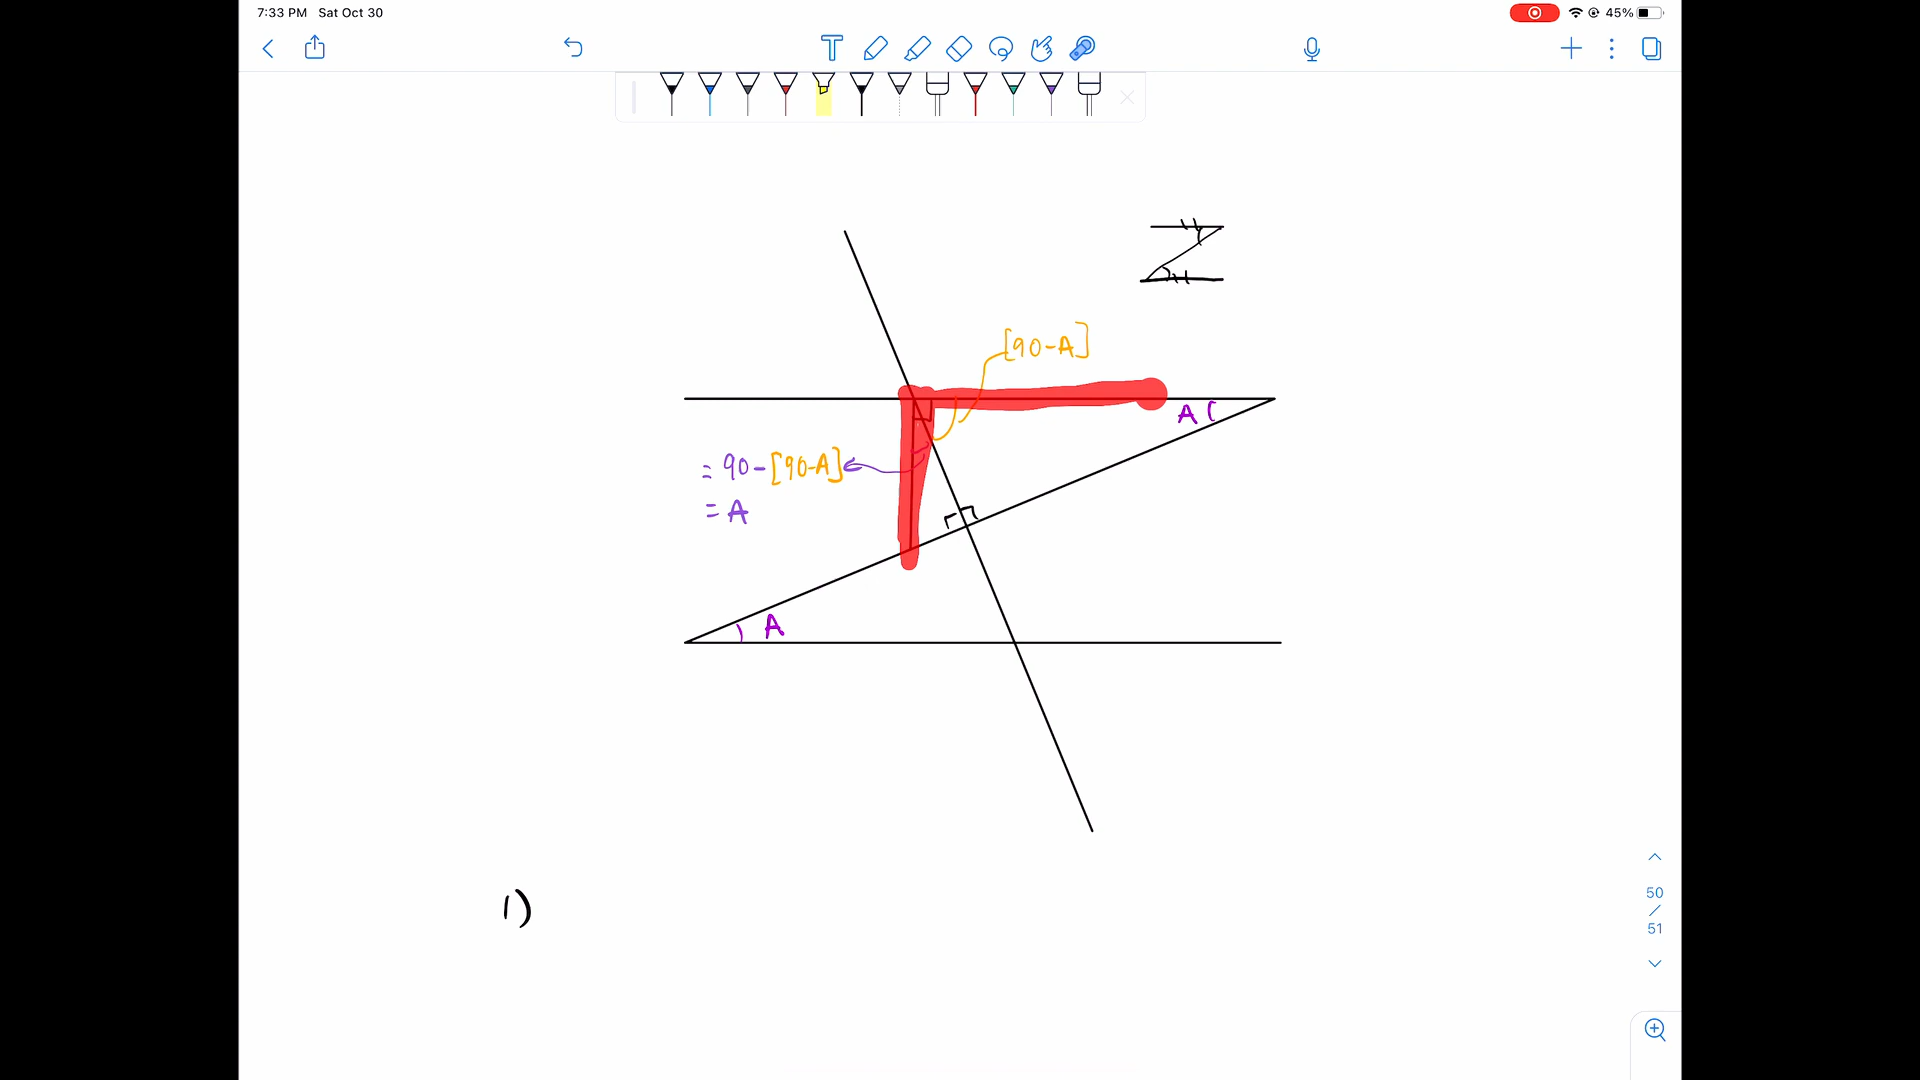 7:33 PM Sat Oct 30
45%
T
[90-A]
A
= 90-[90-A]
= A
A
1)
50
/
51